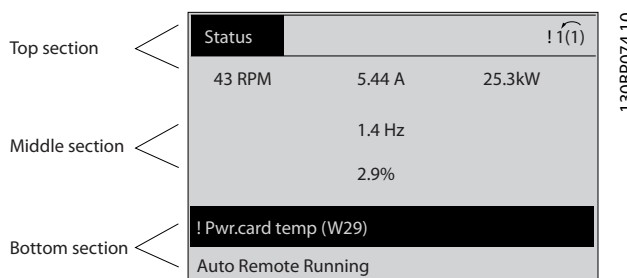 Top section
Status
! 1(1)
43 RPM 5.44 A 25.3kW
Middle section
1.4 Hz
2.9%
! Pwr.card temp (W29)
Bottom section
Auto Remote Running
130BP074.10